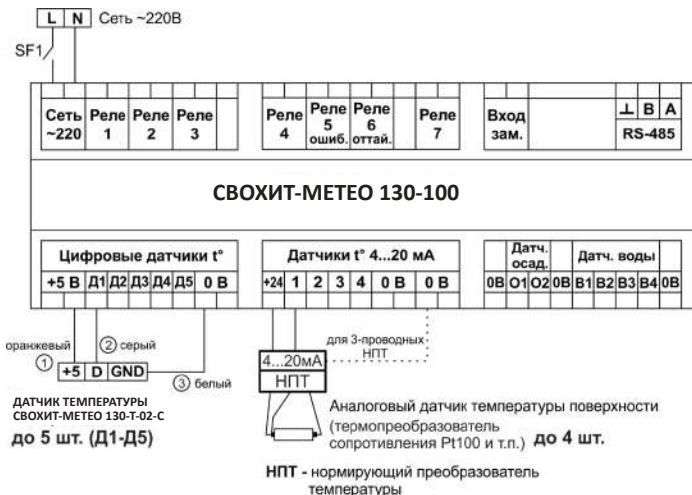 L N Сеть ~220В
SF1
Сеть ~220 Реле 1 Реле 2 Реле 3 Реле 4 Реле 5 ошиб. Реле 6 оттай. Реле 7 Вход зам. ⊥ B A RS-485
СВОХИТ-МЕТЕО 130-100
Цифровые датчики t° Датчики t° 4...20 мА Датч. осад. Датч. воды
+5 В Д1 Д2 Д3 Д4 Д5 0 В +24 1 2 3 4 0 В 0 В 0В О1 О2 0В В1 В2 В3 В4 0В
оранжевый ② серый
① +5 D GND ③ белый
ДАТЧИК ТЕМПЕРАТУРЫ
СВОХИТ-МЕТЕО 130-Т-02-С
до 5 шт. (Д1-Д5)
для 3-проводных
НПТ
4...20мА
НПТ
Аналоговый датчик температуры поверхности
(термопреобразователь
сопротивления Pt100 и т.п.) до 4 шт.
НПТ - нормирующий преобразователь
температуры